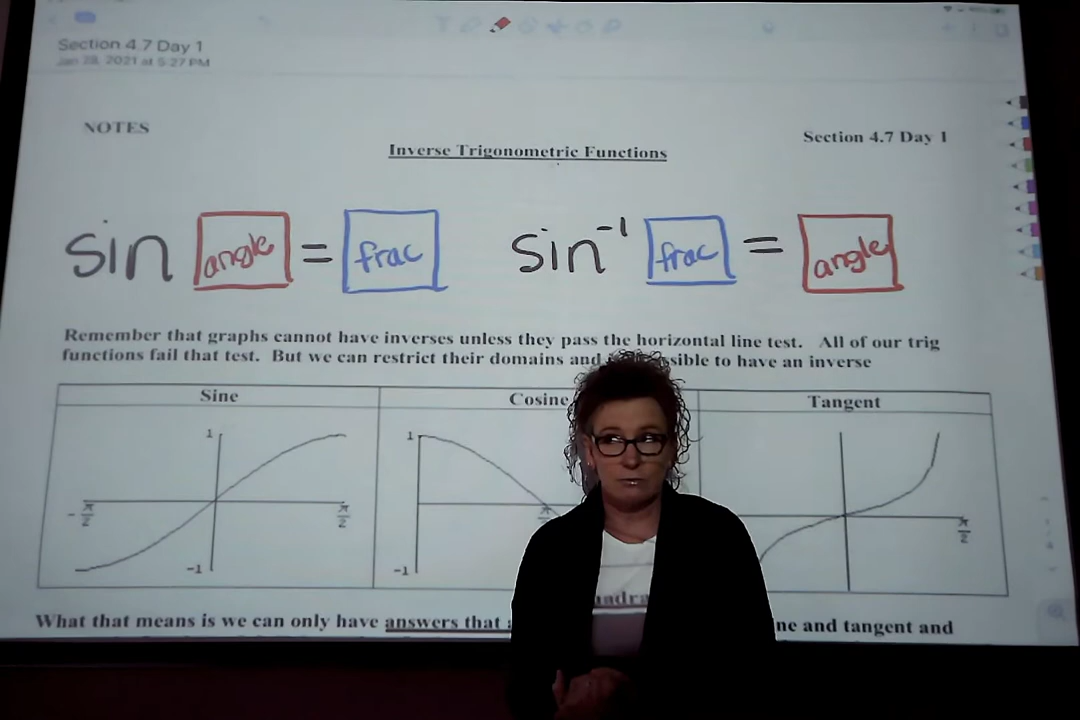 Section 4.7 Day 1
Jan 28, 2021 at 5:27 PM
NOTES
Section 4.7 Day 1
Inverse Trigonometric Functions
sin angle = frac
sin⁻¹ frac = angle
Remember that graphs cannot have inverses unless they pass the horizontal line test. All of our trig
functions fail that test. But we can restrict their domains and sible to have an inverse
Sine
Cosine
Tangent
1
-π/2
π/2
-1
1
π
-1
π/2
What that means is we can only have answers that ne and tangent and